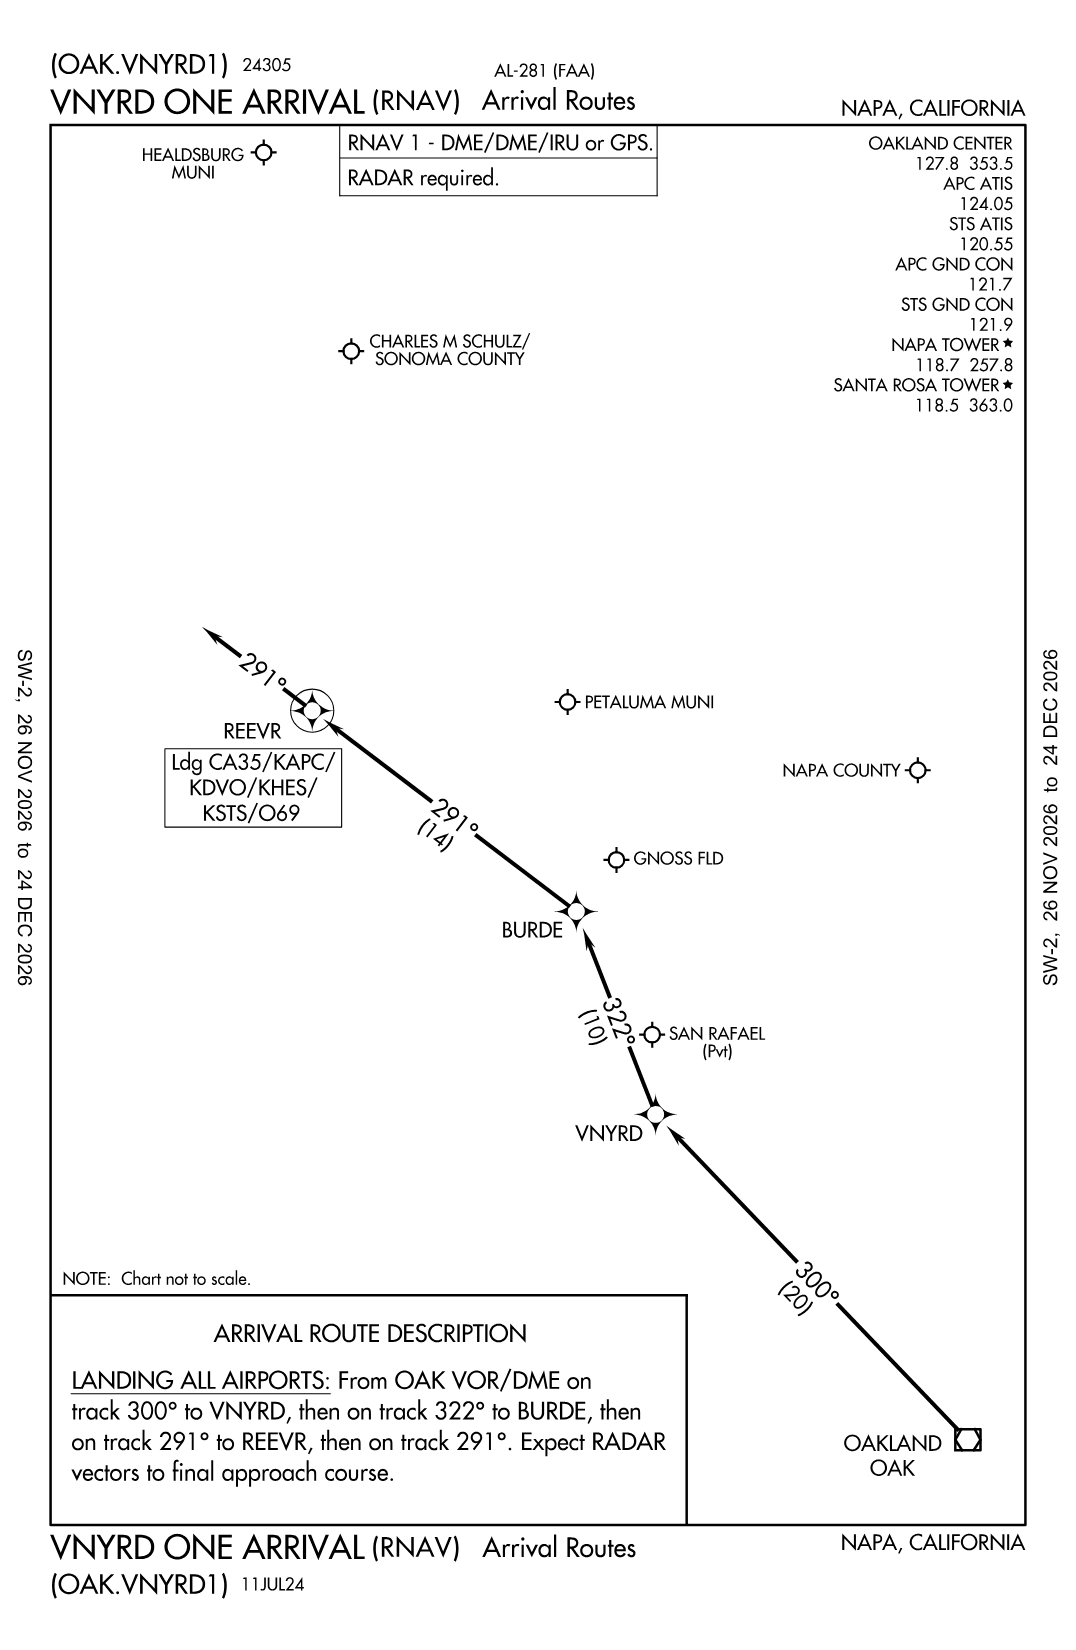 (OAK.VNYRD1) 24305
AL-281 (FAA)
VNYRD ONE ARRIVAL (RNAV) Arrival Routes
NAPA, CALIFORNIA
HEALDSBURG
MUNI
RNAV 1 - DME/DME/IRU or GPS.
RADAR required.
OAKLAND CENTER
127.8 353.5
APC ATIS
124.05
STS ATIS
120.55
APC GND CON
121.7
STS GND CON
121.9
NAPA TOWER★
118.7 257.8
SANTA ROSA TOWER★
118.5 363.0
CHARLES M SCHULZ/
SONOMA COUNTY
291°
REEVR
Ldg CA35/KAPC/
KDVO/KHES/
KSTS/O69
PETALUMA MUNI
NAPA COUNTY
291°
(14)
GNOSS FLD
BURDE
322°
(10)
SAN RAFAEL
(Pvt)
VNYRD
300°
(20)
OAKLAND
OAK
NOTE: Chart not to scale.
ARRIVAL ROUTE DESCRIPTION
LANDING ALL AIRPORTS: From OAK VOR/DME on
track 300° to VNYRD, then on track 322° to BURDE, then
on track 291° to REEVR, then on track 291°. Expect RADAR
vectors to final approach course.
SW-2, 26 NOV 2026 to 24 DEC 2026
SW-2, 26 NOV 2026 to 24 DEC 2026
VNYRD ONE ARRIVAL (RNAV) Arrival Routes
NAPA, CALIFORNIA
(OAK.VNYRD1) 11JUL24